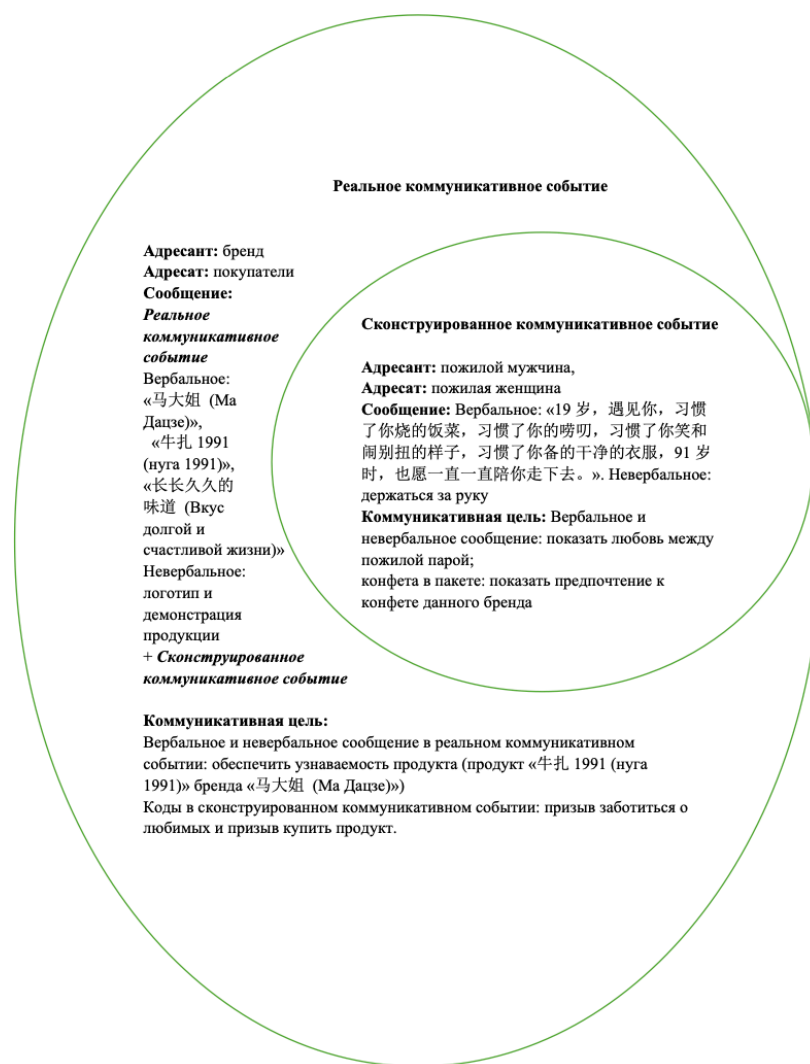 Реальное коммуникативное событие
Адресант: бренд
Адресат: покупатели
Сообщение:
Реальное
коммуникативное
событие
Вербальное:
«马大姐 (Ма
Дацзе)»,
«牛扎 1991
(нуга 1991)»,
«长长久久的
味道 (Вкус
долгой и
счастливой жизни)»
Невербальное:
логотип и
демонстрация
продукции
+ Сконструированное
коммуникативное событие
Сконструированное коммуникативное событие
Адресант: пожилой мужчина,
Адресат: пожилая женщина
Сообщение: Вербальное: «19 岁，遇见你，习惯
了你烧的饭菜，习惯了你的唠叨，习惯了你笑和
闹别扭的样子，习惯了你备的干净的衣服，91 岁
时，也愿一直一直陪你走下去。». Невербальное:
держаться за руку
Коммуникативная цель: Вербальное и
невербальное сообщение: показать любовь между
пожилой парой;
конфета в пакете: показать предпочтение к
конфете данного бренда
Коммуникативная цель:
Вербальное и невербальное сообщение в реальном коммуникативном
событии: обеспечить узнаваемость продукта (продукт «牛扎 1991 (нуга
1991)» бренда «马大姐 (Ма Дацзе)»)
Коды в сконструированном коммуникативном событии: призыв заботиться о
любимых и призыв купить продукт.